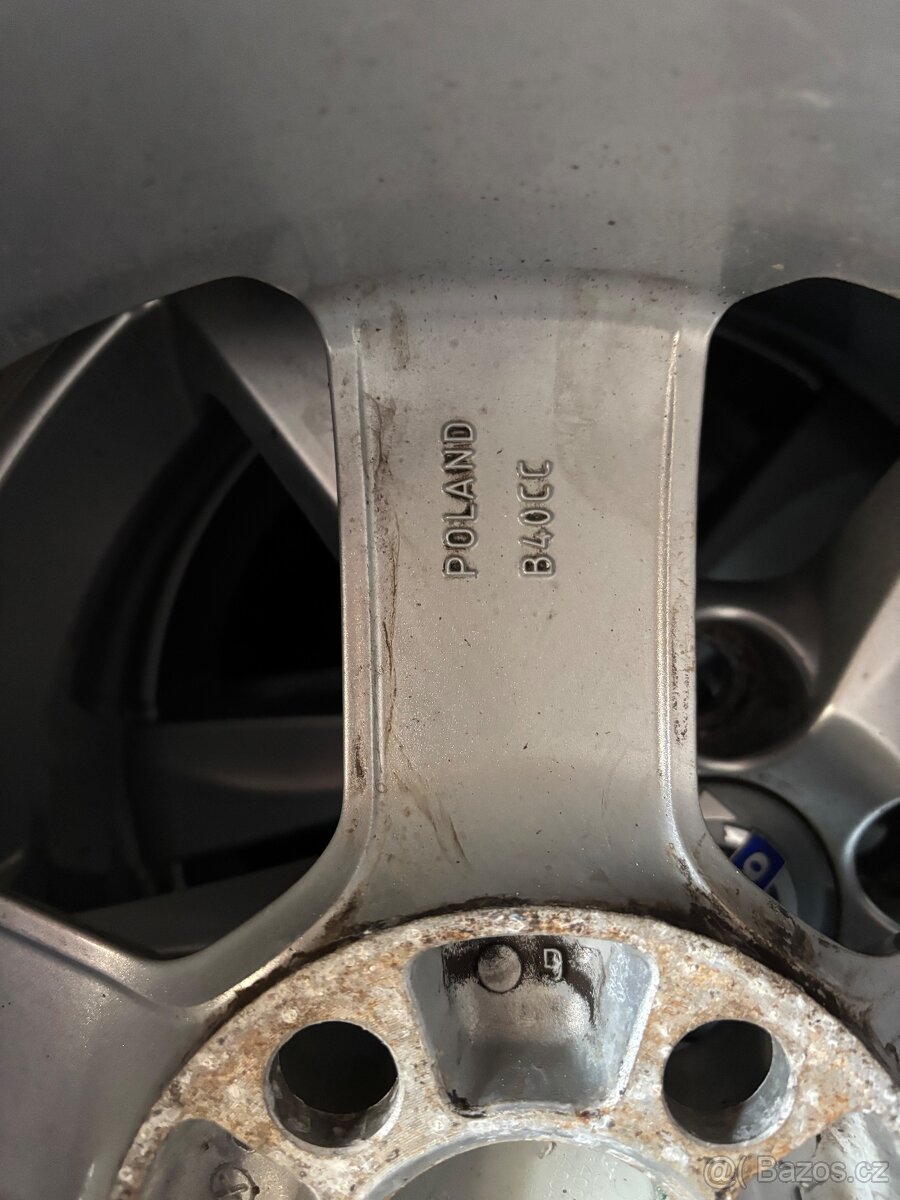 POLAND
B40CC
D
O
@( Bazos.cz